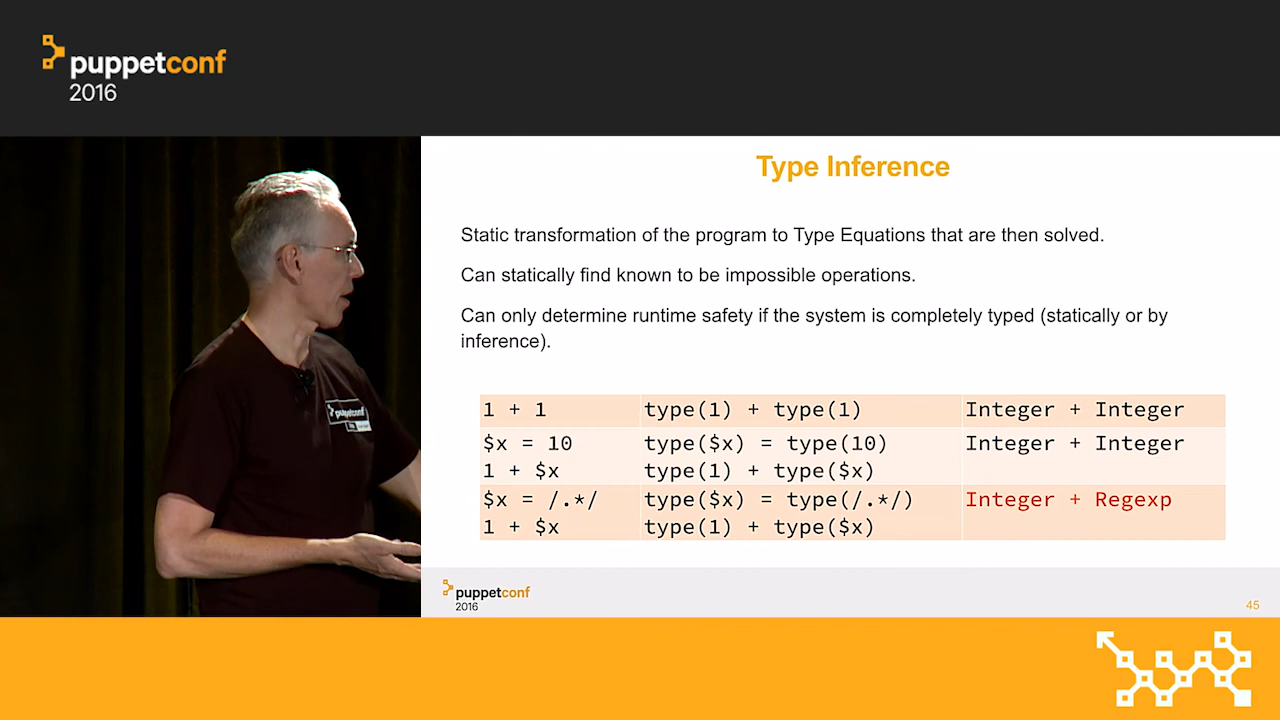 puppetconf
2016
Type Inference
Static transformation of the program to Type Equations that are then solved.
Can statically find known to be impossible operations.
Can only determine runtime safety if the system is completely typed (statically or by
inference).
1 + 1 type(1) + type(1) Integer + Integer
$x = 10 type($x) = type(10) Integer + Integer
1 + $x type(1) + type($x)
$x = /.*/ type($x) = type(/.*/) Integer + Regexp
1 + $x type(1) + type($x)
puppetconf
puppetconf
2016
45